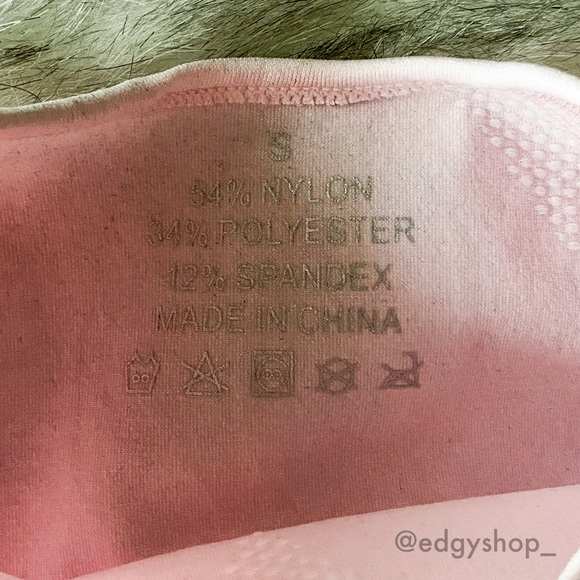 S
54% NYLON
34% POLYESTER
12% SPANDEX
MADE IN CHINA
@edgyshop_